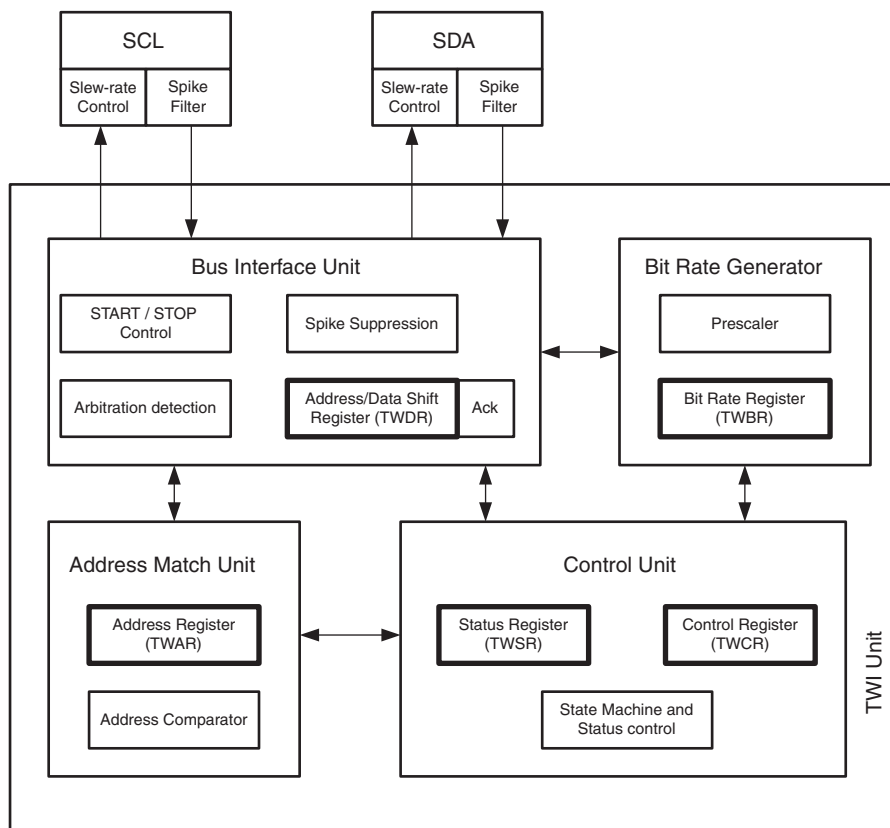 SCL
SDA
Slew-rate
Control
Spike
Filter
Slew-rate
Control
Spike
Filter
Bus Interface Unit
START / STOP
Control
Spike Suppression
Arbitration detection
Address/Data Shift
Register (TWDR)
Ack
Bit Rate Generator
Prescaler
Bit Rate Register
(TWBR)
Address Match Unit
Address Register
(TWAR)
Address Comparator
Control Unit
Status Register
(TWSR)
Control Register
(TWCR)
State Machine and
Status control
TWI Unit